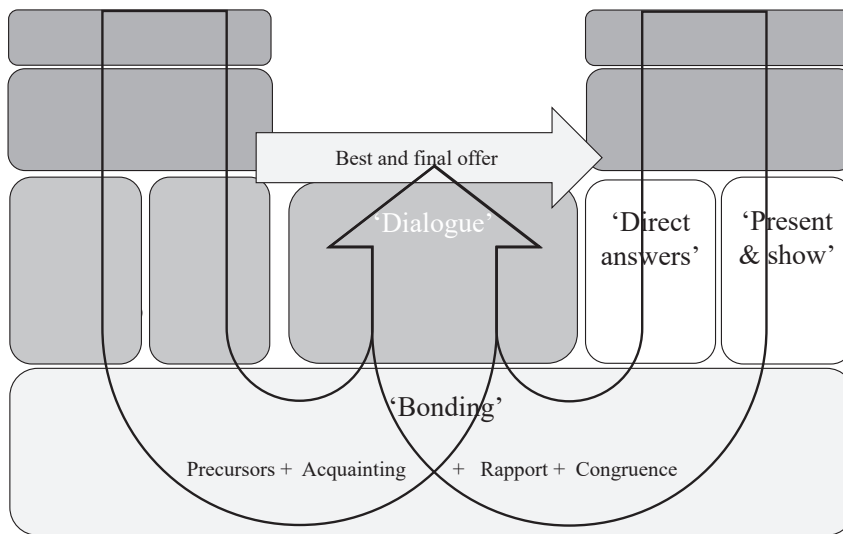 Best and final offer
‘Dialogue’
‘Direct
answers’
‘Present
& show’
‘Bonding’
Precursors + Acquainting + Rapport + Congruence